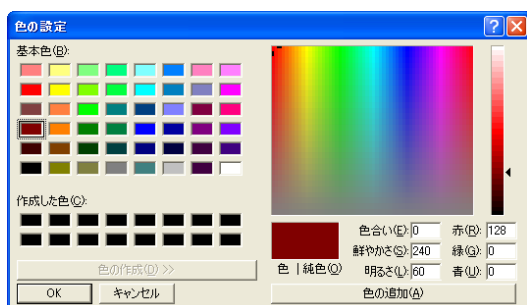 色の設定
基本色(B):
作成した色(C):
色の作成(D) >>
OK キャンセル
色 | 純色(O)
色合い(E): 0 赤(R): 128
鮮やかさ(S): 240 緑(G): 0
明るさ(L): 60 青(U): 0
色の追加(A)